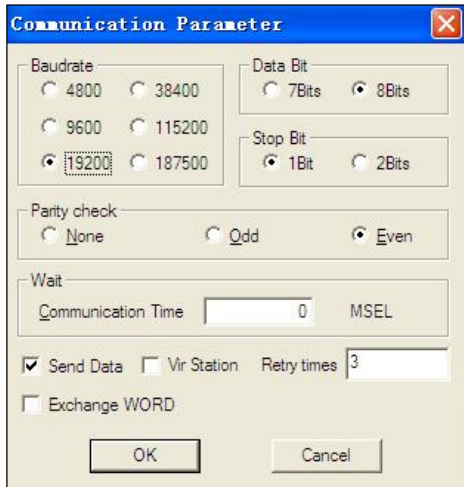 Communication Parameter
Baudrate
4800 38400
9600 115200
19200 187500
Data Bit
7Bits 8Bits
Stop Bit
1Bit 2Bits
Parity check
None Odd Even
Wait
Communication Time 0 MSEL
Send Data Vir Station Retry times 3
Exchange WORD
OK Cancel